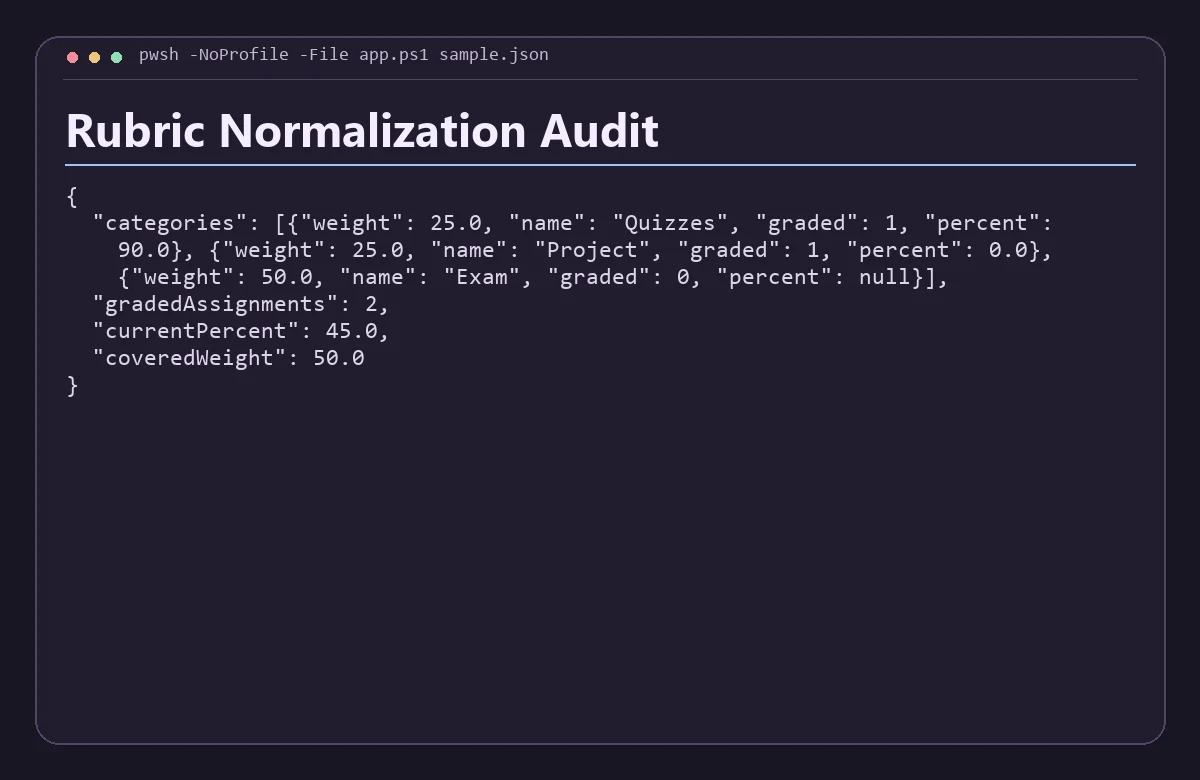 pwsh -NoProfile -File app.ps1 sample.json
Rubric Normalization Audit
{
  "categories": [{"weight": 25.0, "name": "Quizzes", "graded": 1, "percent":
    90.0}, {"weight": 25.0, "name": "Project", "graded": 1, "percent": 0.0},
    {"weight": 50.0, "name": "Exam", "graded": 0, "percent": null}],
  "gradedAssignments": 2,
  "currentPercent": 45.0,
  "coveredWeight": 50.0
}